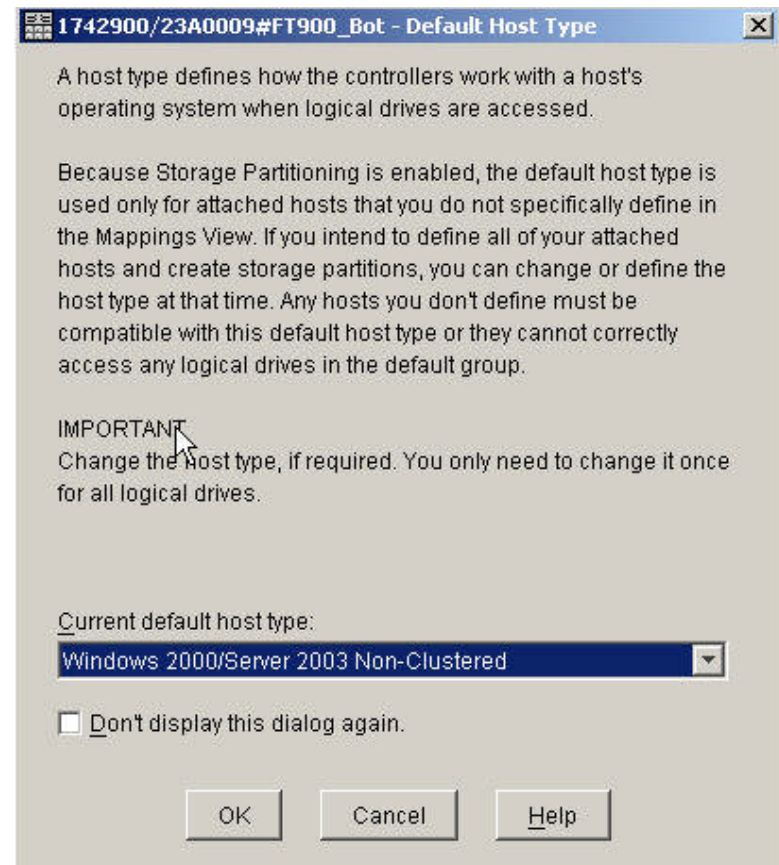 1742900/23A0009#FT900_Bot - Default Host Type
A host type defines how the controllers work with a host's
operating system when logical drives are accessed.
Because Storage Partitioning is enabled, the default host type is
used only for attached hosts that you do not specifically define in
the Mappings View. If you intend to define all of your attached
hosts and create storage partitions, you can change or define the
host type at that time. Any hosts you don't define must be
compatible with this default host type or they cannot correctly
access any logical drives in the default group.
IMPORTANT
Change the host type, if required. You only need to change it once
for all logical drives.
Current default host type:
Windows 2000/Server 2003 Non-Clustered
Don't display this dialog again.
OK Cancel Help